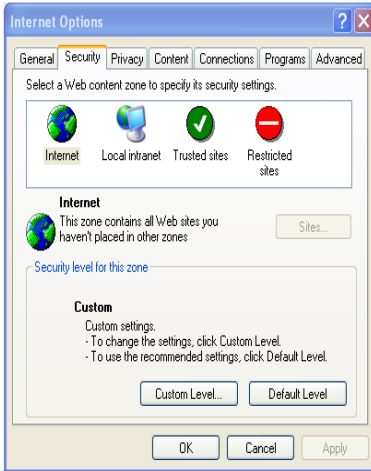 Internet Options
General Security Privacy Content Connections Programs Advanced
Select a Web content zone to specify its security settings.
Internet Local intranet Trusted sites Restricted sites
Internet
This zone contains all Web sites you
haven't placed in other zones
Sites...
Security level for this zone
Custom
Custom settings.
- To change the settings, click Custom Level.
- To use the recommended settings, click Default Level.
Custom Level... Default Level
OK Cancel Apply